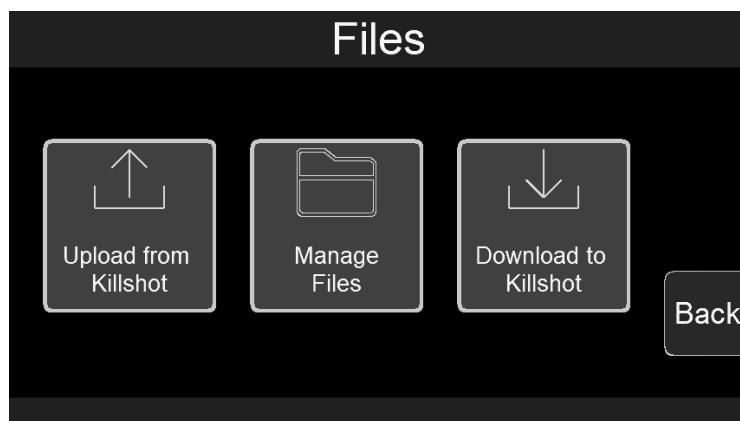 Files
Upload from
Killshot
Manage
Files
Download to
Killshot
Back